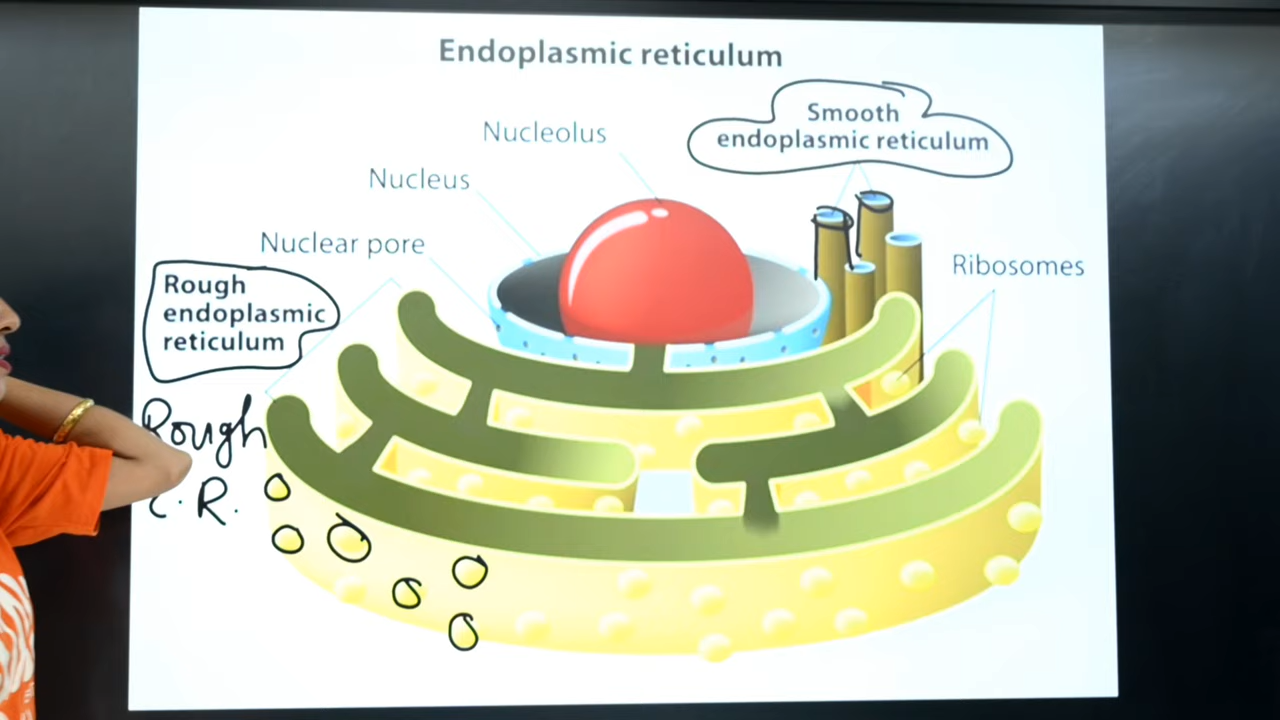 Endoplasmic reticulum
Smooth
endoplasmic reticulum
Nucleolus
Nucleus
Nuclear pore
Ribosomes
Rough
endoplasmic
reticulum
Rough
E.R.